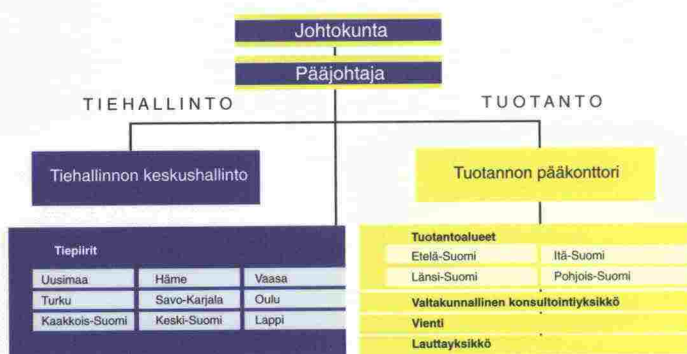 Johtokunta
Pääjohtaja
TIEHALLINTO
TUOTANTO
Tiehallinnon keskushallinto
Tuotannon pääkonttori
Tiepiirit
Uusimaa Häme Vaasa
Turku Savo-Karjala Oulu
Kaakkois-Suomi Keski-Suomi Lappi
Tuotantoalueet
Etelä-Suomi Itä-Suomi
Länsi-Suomi Pohjois-Suomi
Valtakunnallinen konsultointiyksikkö
Vienti
Lauttayksikkö